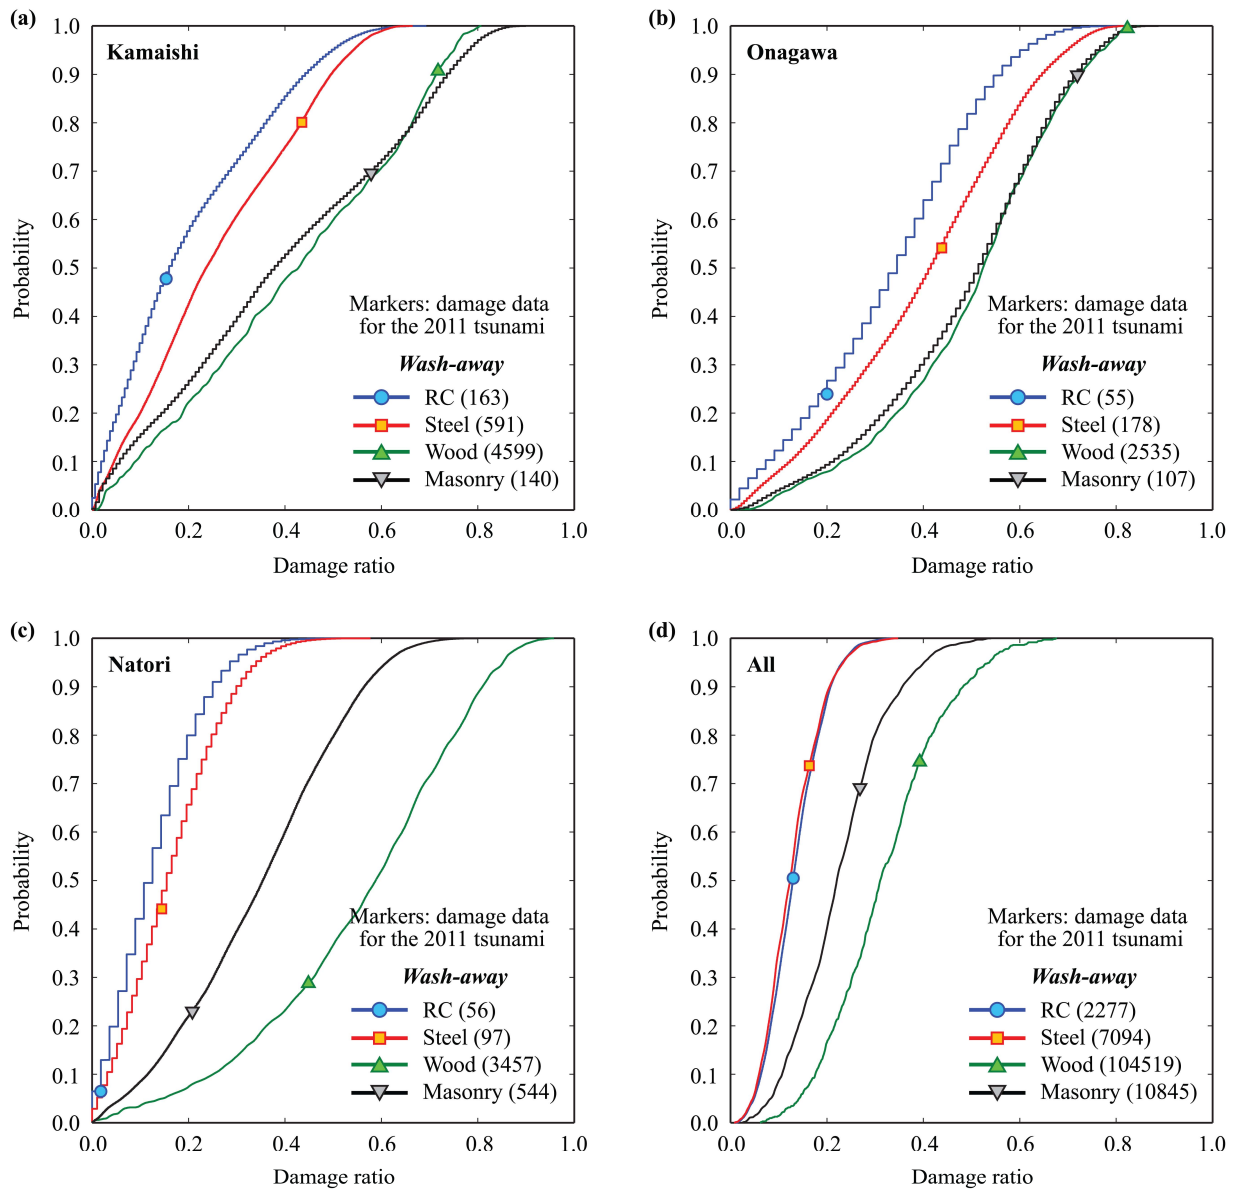 (a)
Kamaishi
1.0
0.9
0.8
0.7
0.6
0.5
0.4
0.3
0.2
0.1
0.0
Probability
Markers: damage data
for the 2011 tsunami
Wash-away
RC (163)
Steel (591)
Wood (4599)
Masonry (140)
0.0 0.2 0.4 0.6 0.8 1.0
Damage ratio
(b)
Onagawa
1.0
0.9
0.8
0.7
0.6
0.5
0.4
0.3
0.2
0.1
0.0
Probability
Markers: damage data
for the 2011 tsunami
Wash-away
RC (55)
Steel (178)
Wood (2535)
Masonry (107)
0.0 0.2 0.4 0.6 0.8 1.0
Damage ratio
(c)
Natori
1.0
0.9
0.8
0.7
0.6
0.5
0.4
0.3
0.2
0.1
0.0
Probability
Markers: damage data
for the 2011 tsunami
Wash-away
RC (56)
Steel (97)
Wood (3457)
Masonry (544)
0.0 0.2 0.4 0.6 0.8 1.0
Damage ratio
(d)
All
1.0
0.9
0.8
0.7
0.6
0.5
0.4
0.3
0.2
0.1
0.0
Probability
Markers: damage data
for the 2011 tsunami
Wash-away
RC (2277)
Steel (7094)
Wood (104519)
Masonry (10845)
0.0 0.2 0.4 0.6 0.8 1.0
Damage ratio